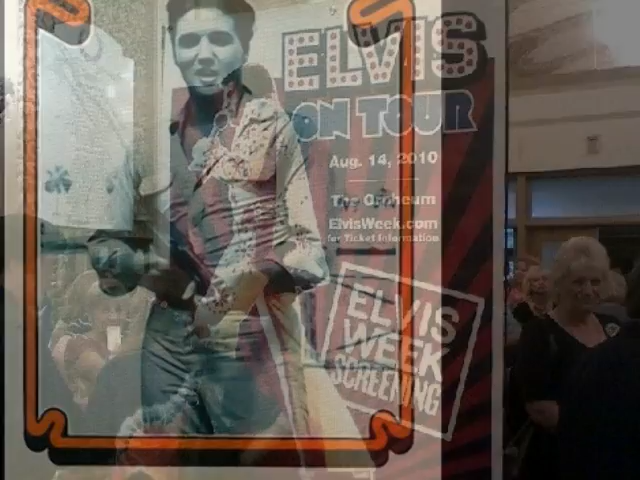 ELVIS
ON TOUR
Aug. 14, 2010
The Orpheum
ElvisWeek.com
for Ticket Information
ELVIS
WEEK
SCREENING